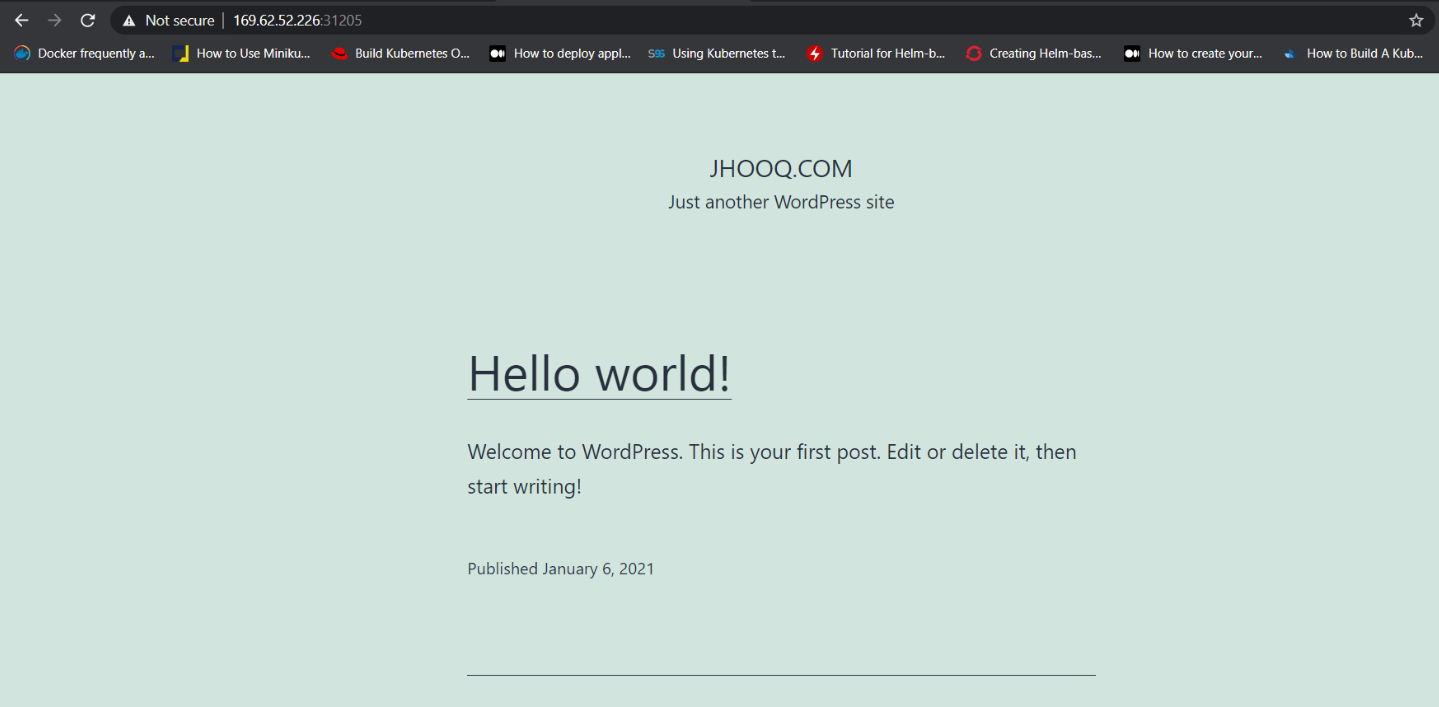 Not secure | 169.62.52.226:31205
Docker frequently a... How to Use Miniku... Build Kubernetes O... How to deploy appl... S96 Using Kubernetes t... Tutorial for Helm-b... Creating Helm-bas... How to create your... How to Build A Kub...
JHOOQ.COM
Just another WordPress site
Hello world!
Welcome to WordPress. This is your first post. Edit or delete it, then
start writing!
Published January 6, 2021